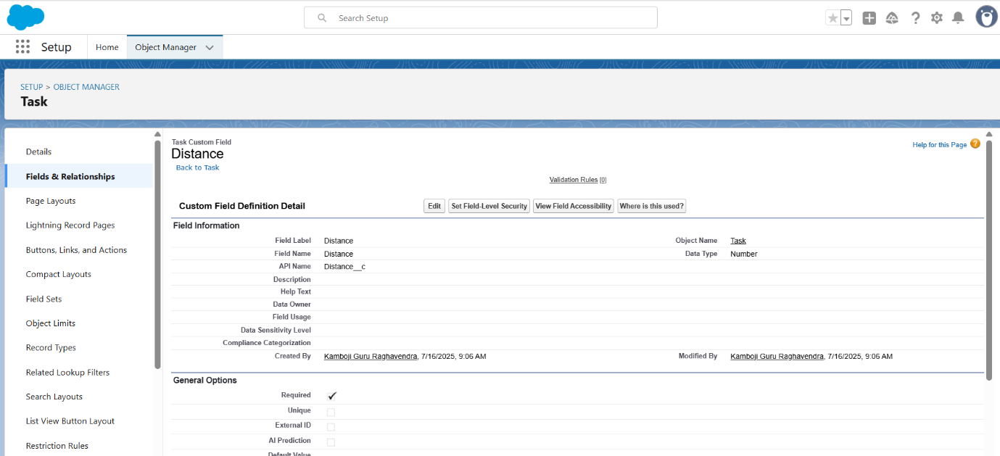 Search Setup
Setup
Home
Object Manager
SETUP > OBJECT MANAGER
Task
Details
Fields & Relationships
Page Layouts
Lightning Record Pages
Buttons, Links, and Actions
Compact Layouts
Field Sets
Object Limits
Record Types
Related Lookup Filters
Search Layouts
List View Button Layout
Restriction Rules
Task Custom Field
Distance
Back to Task
Help for this Page
Validation Rules [0]
Custom Field Definition Detail
Edit Set Field-Level Security View Field Accessibility Where is this used?
Field Information
Field Label Distance Object Name Task
Field Name Distance Data Type Number
API Name Distance__c
Description
Help Text
Data Owner
Field Usage
Data Sensitivity Level
Compliance Categorization
Created By Kamboji Guru Raghavendra, 7/16/2025, 9:06 AM Modified By Kamboji Guru Raghavendra, 7/16/2025, 9:06 AM
General Options
Required
Unique
External ID
AI Prediction
Default Value